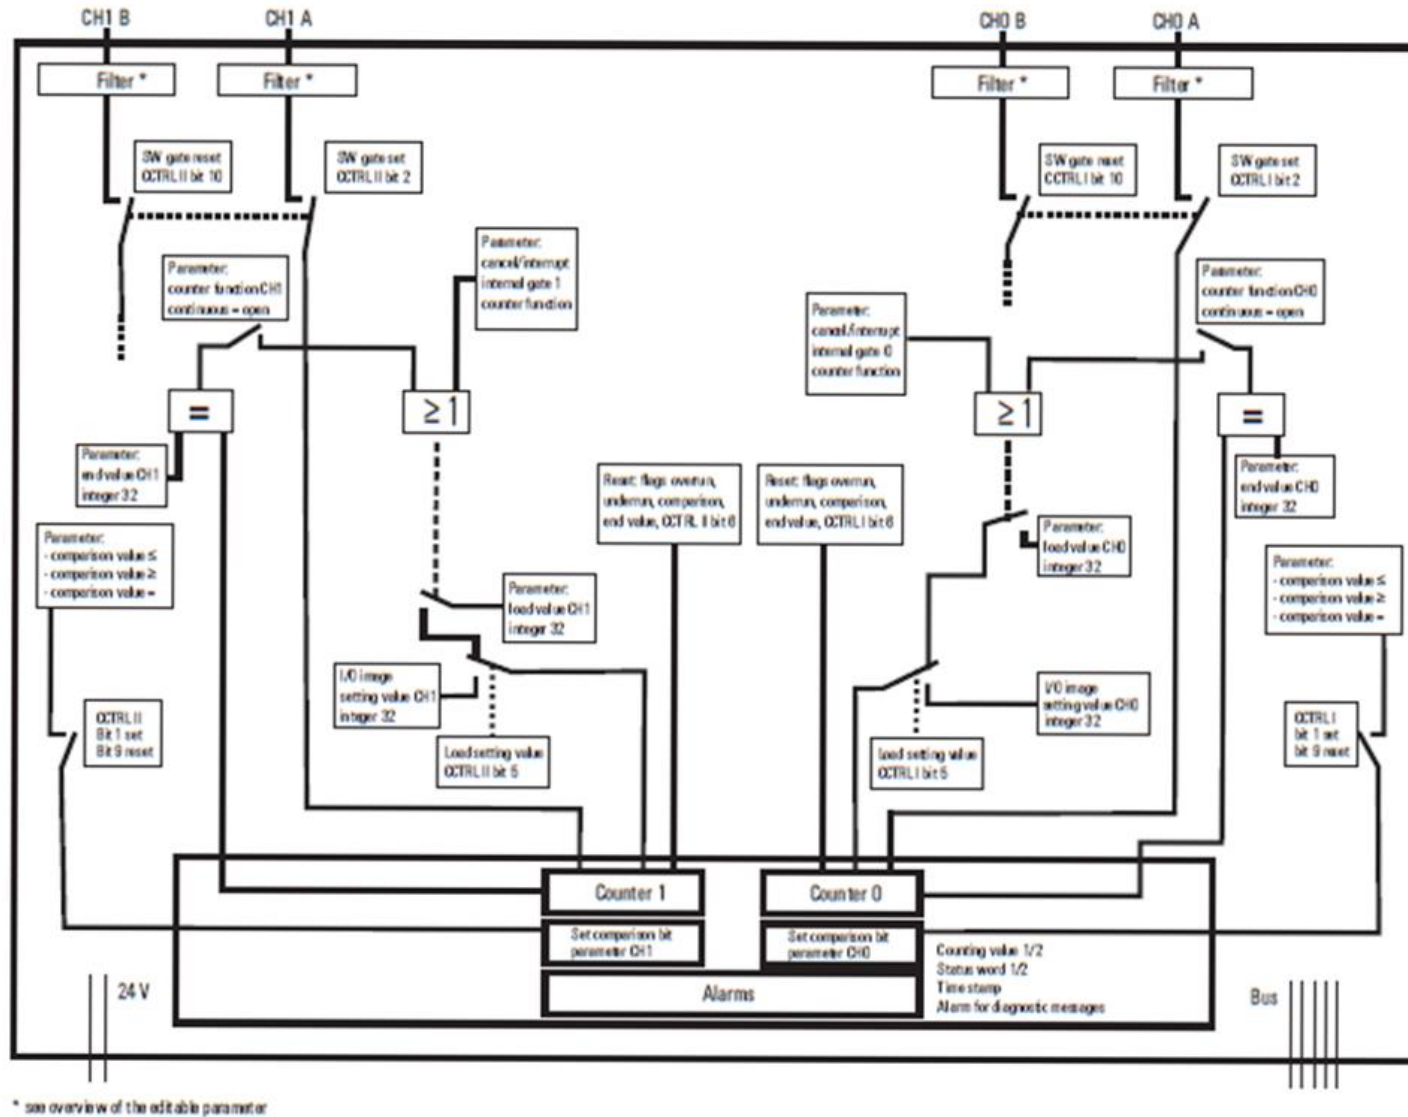 CH1 B
CH1 A
CH0 B
CH0 A
Filter *
Filter *
Filter *
Filter *
SW gate reset
CCTRL II bit 10
SW gate set
CCTRL II bit 2
SW gate reset
CCTRL I bit 10
SW gate set
CCTRL I bit 2
Parameter:
counter function CH1
continuous = open
Parameter:
cancel/interrupt
internal gate 1
counter function
Parameter:
cancel/interrupt
internal gate 0
counter function
Parameter:
counter function CH0
continuous = open
=
≥ 1
≥ 1
=
Parameter:
end value CH1
integer 32
Reset: flags overrun,
underrun, comparison,
end value, CCTRL II bit 6
Reset: flags overrun,
underrun, comparison,
end value, CCTRL I bit 6
Parameter:
end value CH0
integer 32
Parameter:
- comparison value ≤
- comparison value ≥
- comparison value =
Parameter:
load value CH1
integer 32
Parameter:
load value CH0
integer 32
Parameter:
- comparison value ≤
- comparison value ≥
- comparison value =
I/O image
setting value CH1
integer 32
I/O image
setting value CH0
integer 32
CCTRL II
Bit 1 set
Bit 9 reset
Load setting value
CCTRL II bit 5
Load setting value
CCTRL I bit 5
CCTRL I
bit 1 set
bit 9 reset
Counter 1
Counter 0
Set comparison bit
parameter CH1
Set comparison bit
parameter CH0
Alarms
Counting value 1/2
Status word 1/2
Time stamp
Alarm for diagnostic messages
24 V
Bus
* see overview of the editable parameter